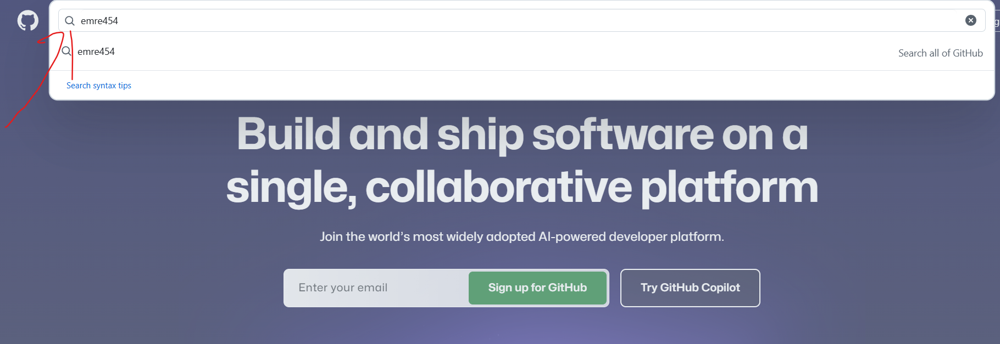 emre454
emre454
Search all of GitHub
Search syntax tips
Build and ship software on a
single, collaborative platform
Join the world’s most widely adopted AI-powered developer platform.
Enter your email
Sign up for GitHub
Try GitHub Copilot